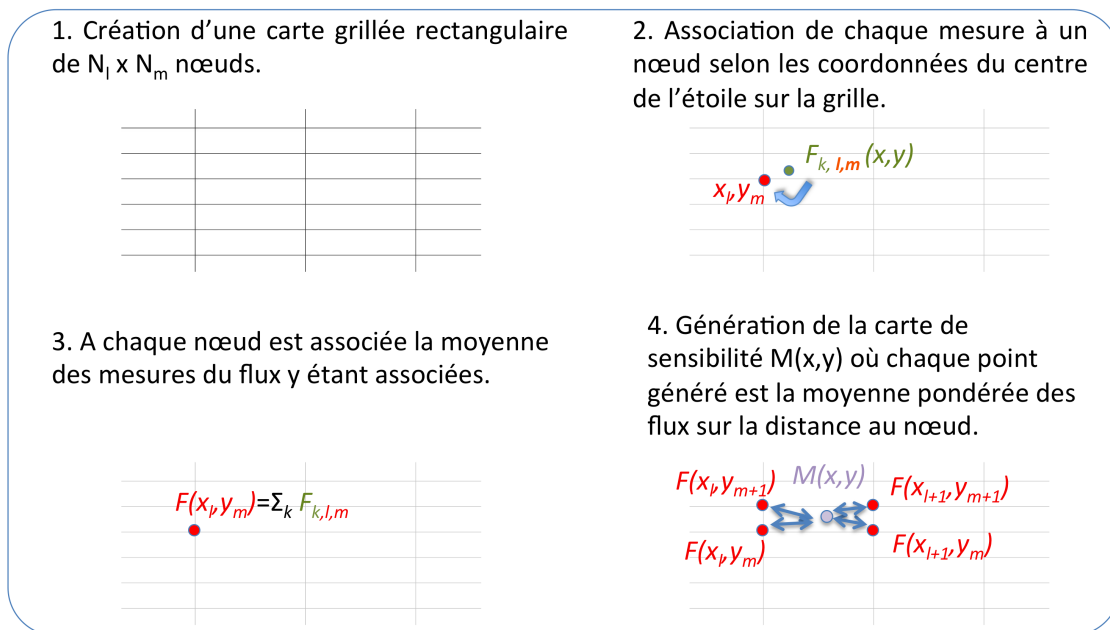 1. Création d’une carte grillée rectangulaire
de Nl x Nm nœuds.
2. Association de chaque mesure à un
nœud selon les coordonnées du centre
de l’étoile sur la grille.
Fk, l,m (x,y)
xl,ym
3. A chaque nœud est associée la moyenne
des mesures du flux y étant associées.
F(xl,ym)=Σk Fk,l,m
4. Génération de la carte de
sensibilité M(x,y) où chaque point
généré est la moyenne pondérée des
flux sur la distance au nœud.
F(xl,ym+1)
M(x,y)
F(xl+1,ym+1)
F(xl,ym)
F(xl+1,ym)